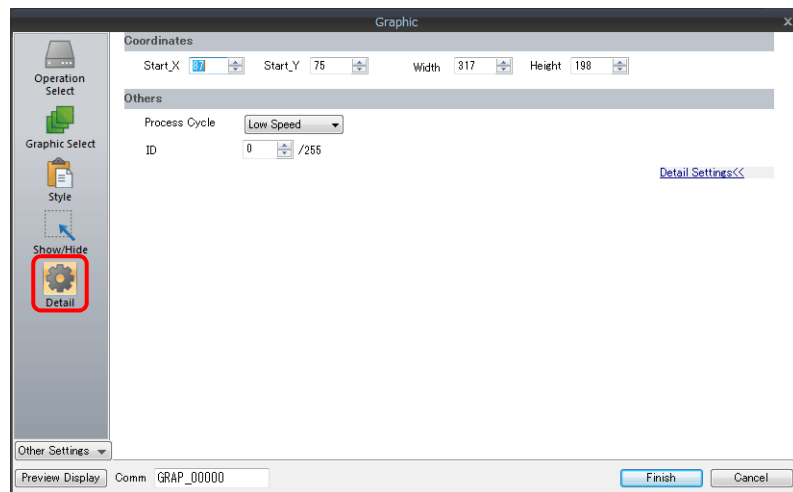 Graphic
x
Operation
Select
Graphic Select
Style
Show/Hide
Detail
Other Settings
Coordinates
Start_X 87 Start_Y 75 Width 317 Height 198
Others
Process Cycle Low Speed
ID 0 /255
Detail Settings<<
Preview Display Comm GRAP_00000 Finish Cancel